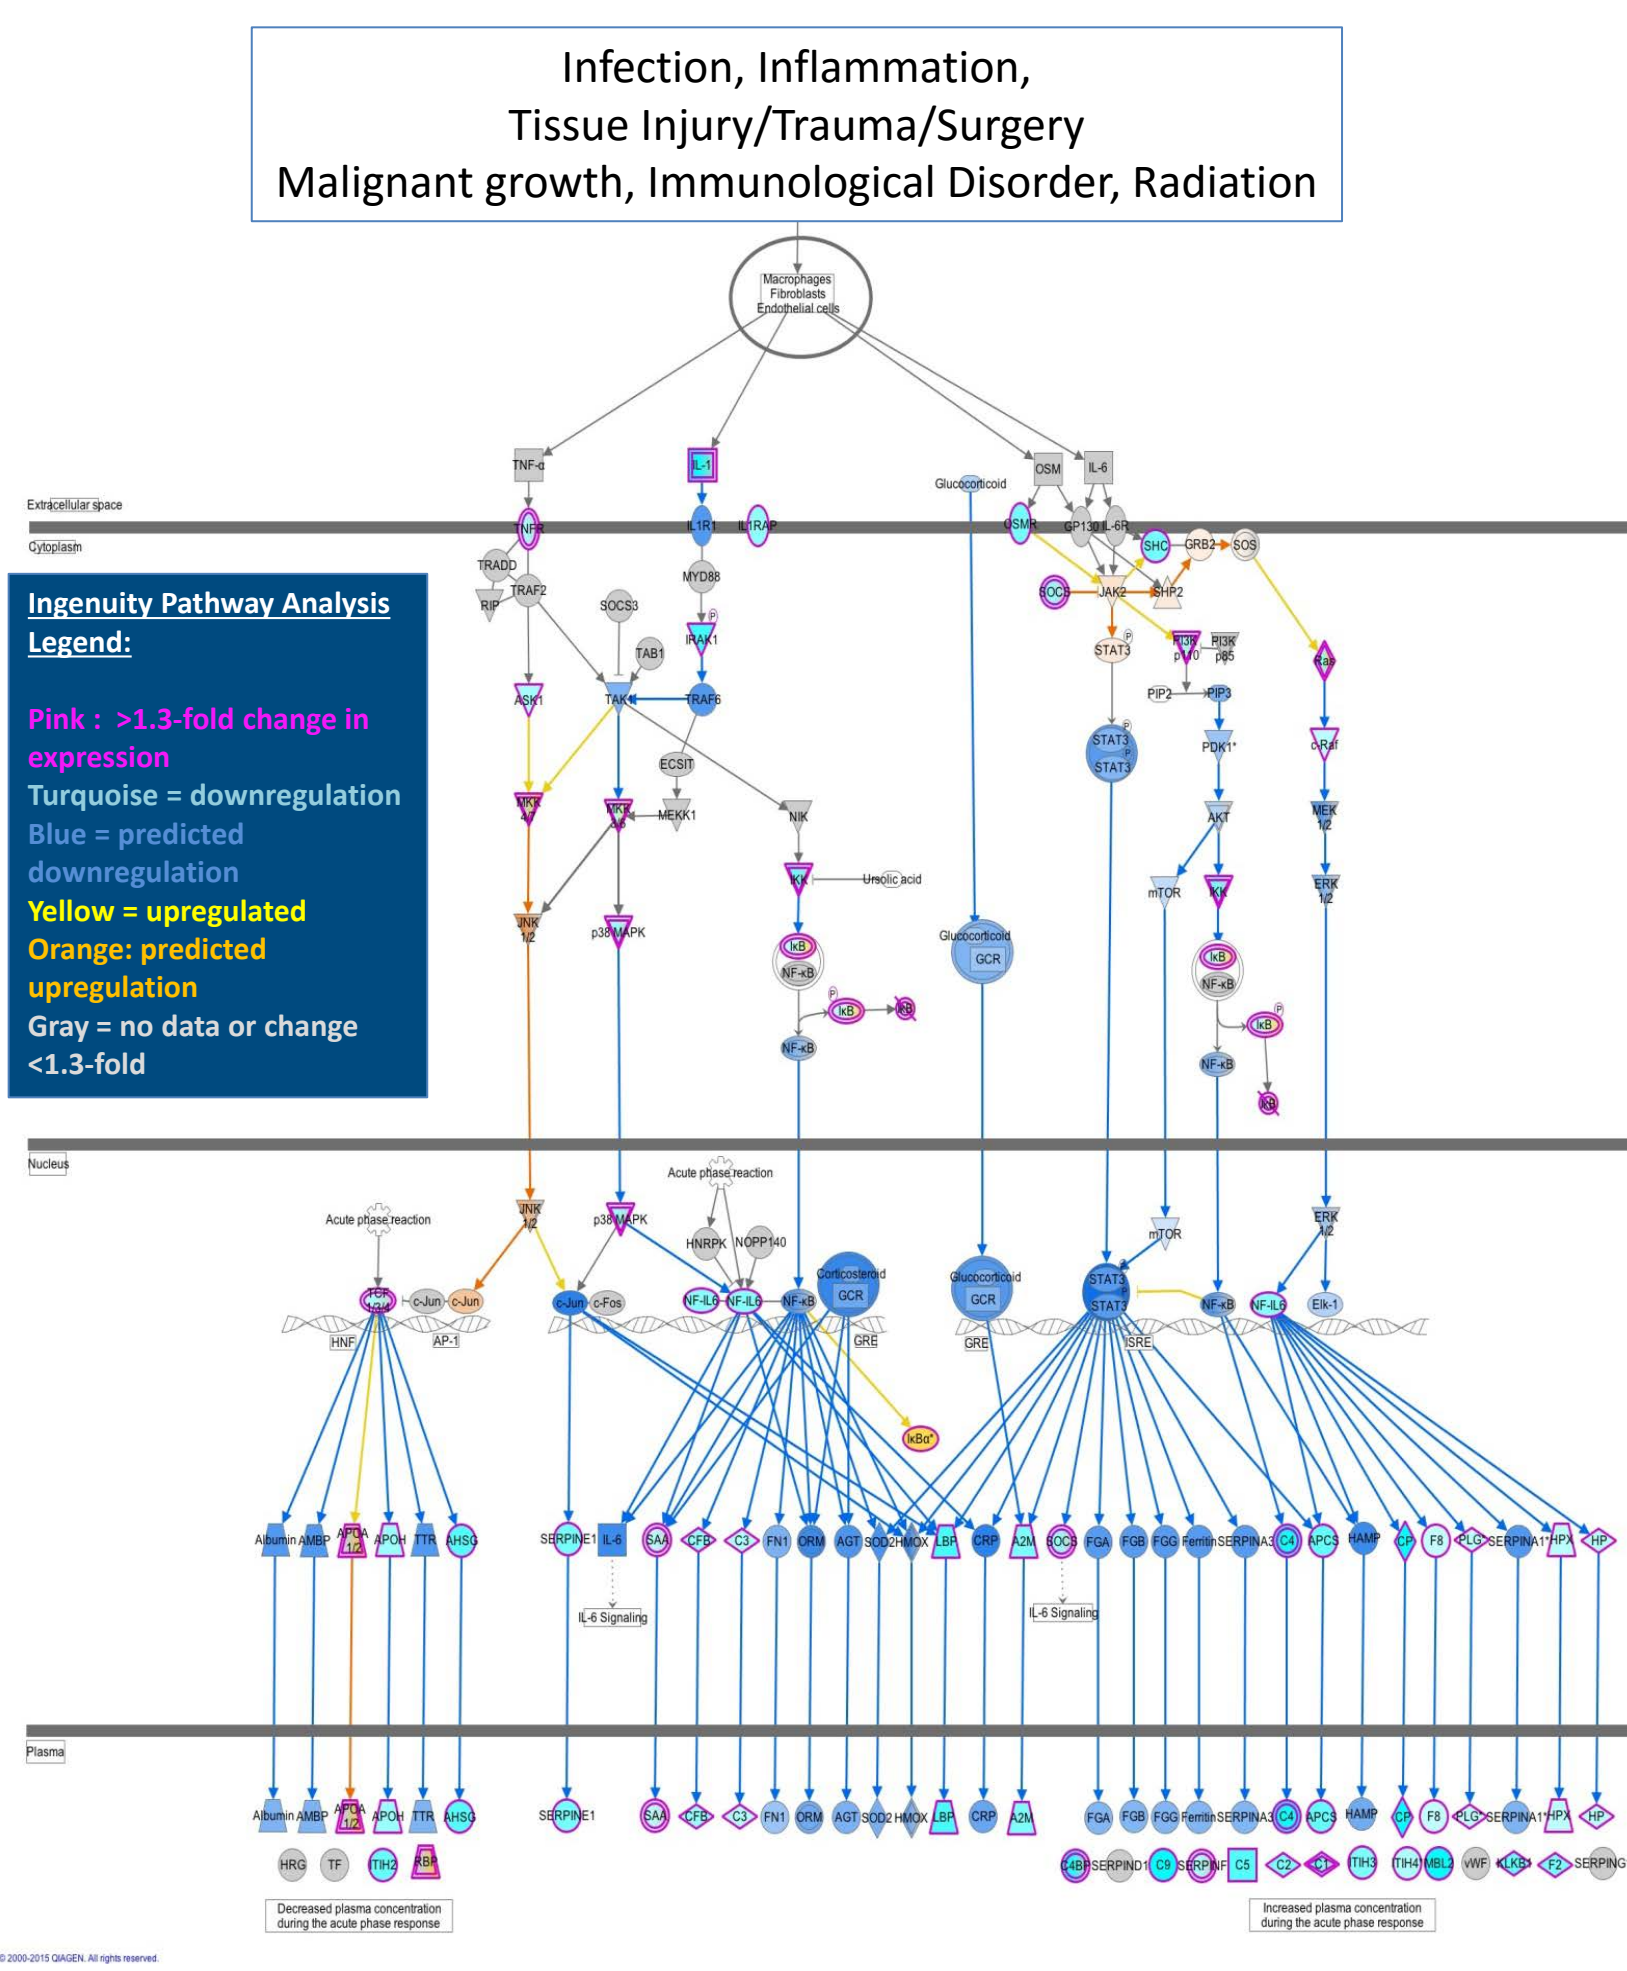 Infection, Inflammation,
Tissue Injury/Trauma/Surgery
Malignant growth, Immunological Disorder, Radiation
Macrophages
Fibroblasts
Endothelial cells
TNF-α
IL-1
OSM
IL-6
Glucocorticoid
Extracellular space
TNFR
IL1R1
IL1RAP
OSMR
GP130
IL-6R
Cytoplasm
SHC
GRB2
SOS
TRADD
RIP
TRAF2
SOCS3
MYD88
P
IRAK1
TAB1
SOCS
JAK2
SHP2
STAT3
P
PI3K
p110
PI3K
p85
Ras
Ingenuity Pathway Analysis
Legend:
Pink : >1.3-fold change in
expression
Turquoise = downregulation
Blue = predicted
downregulation
Yellow = upregulated
Orange: predicted
upregulation
Gray = no data or change
<1.3-fold
ASK1
TAK1
TRAF6
PIP2
PIP3
STAT3
P
P
STAT3
PDK1*
c-Raf
ECSIT
MKK
4/7
MKK
3/6
MEKK1
NIK
AKT
MEK
1/2
IKK
Ursolic acid
mTOR
IKK
ERK
1/2
JNK
1/2
p38 MAPK
IκB
NF-κB
Glucocorticoid
GCR
IκB
NF-κB
P
IκB
IκB
P
IκB
NF-κB
NF-κB
IκB
Nucleus
Acute phase reaction
Acute phase reaction
JNK
1/2
p38 MAPK
HNRPK
NOPP140
mTOR
ERK
1/2
TCF
1/3/4
c-Jun
c-Jun
c-Jun
c-Fos
NF-IL6
NF-IL6
NF-κB
Corticosteroid
GCR
Glucocorticoid
GCR
STAT3
P
P
STAT3
NF-κB
NF-IL6
Elk-1
HNF
AP-1
GRE
GRE
ISRE
IκBα*
Albumin
AMBP
APOA
1/2
APOH
TTR
AHSG
SERPINE1
IL-6
SAA
CFB
C3
FN1
ORM
AGT
SOD2
HMOX
LBP
CRP
A2M
SOCS
FGA
FGB
FGG
Ferritin
SERPINA3
C4
APCS
HAMP
CP
F8
PLG*
SERPINA1*
HPX
HP
IL-6 Signaling
IL-6 Signaling
Plasma
Albumin
AMBP
APOA
1/2
APOH
TTR
AHSG
SERPINE1
SAA
CFB
C3
FN1
ORM
AGT
SOD2
HMOX
LBP
CRP
A2M
FGA
FGB
FGG
Ferritin
SERPINA3
C4
APCS
HAMP
CP
F8
PLG*
SERPINA1*
HPX
HP
HRG
TF
ITIH2
RBP
C4BP
SERPIND1
C9
SERPINF
C5
C2
C1
ITIH3
ITIH4*
MBL2
vWF
KLKB1
F2
SERPING
Decreased plasma concentration
during the acute phase response
Increased plasma concentration
during the acute phase response
© 2000-2015 QIAGEN. All rights reserved.